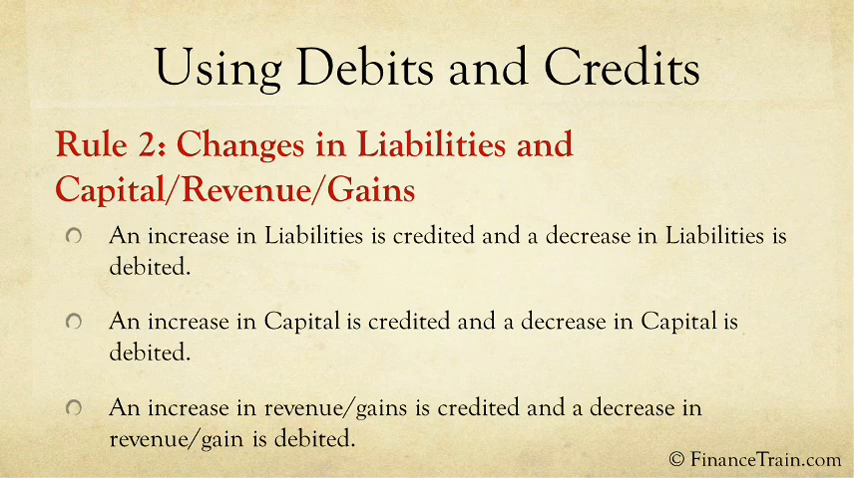 Using Debits and Credits
Rule 2: Changes in Liabilities and
Capital/Revenue/Gains
An increase in Liabilities is credited and a decrease in Liabilities is
debited.
An increase in Capital is credited and a decrease in Capital is
debited.
An increase in revenue/gains is credited and a decrease in
revenue/gain is debited.
© FinanceTrain.com